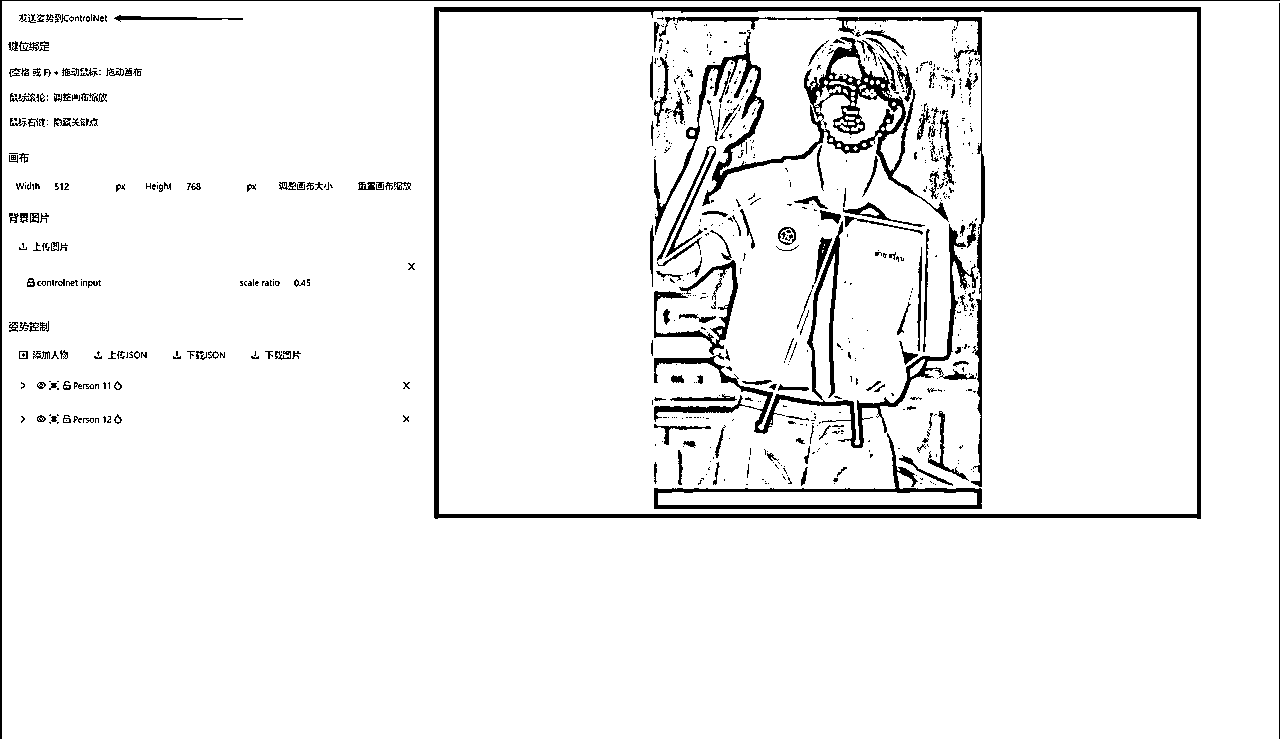 发送姿势到ControlNet
键位绑定
(空格 或 F) + 拖动鼠标：拖动画布
鼠标滚轮：调整画布缩放
鼠标右键：隐藏关键点
画布
Width 512 px Height 768 px 调整画布大小 重置画布缩放
背景图片
上传图片
controlnet input scale ratio 0.45
姿势控制
添加人物 上传JSON 下载JSON 下载图片
Person 11
Person 12